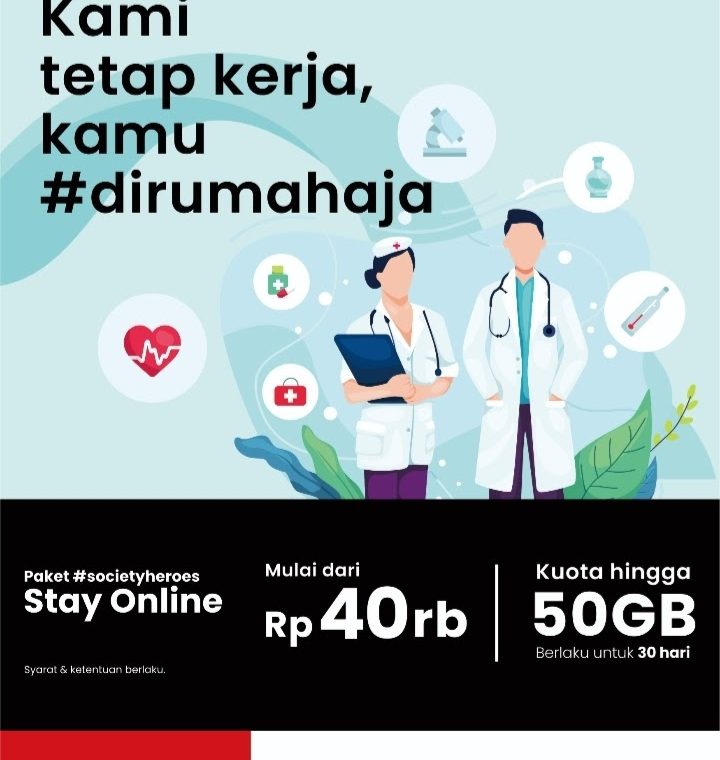 Kami
tetap kerja,
kamu
#dirumahaja
Paket #societyheroes
Stay Online
Syarat & ketentuan berlaku.
Mulai dari
Rp 40rb
Kuota hingga
50GB
Berlaku untuk 30 hari